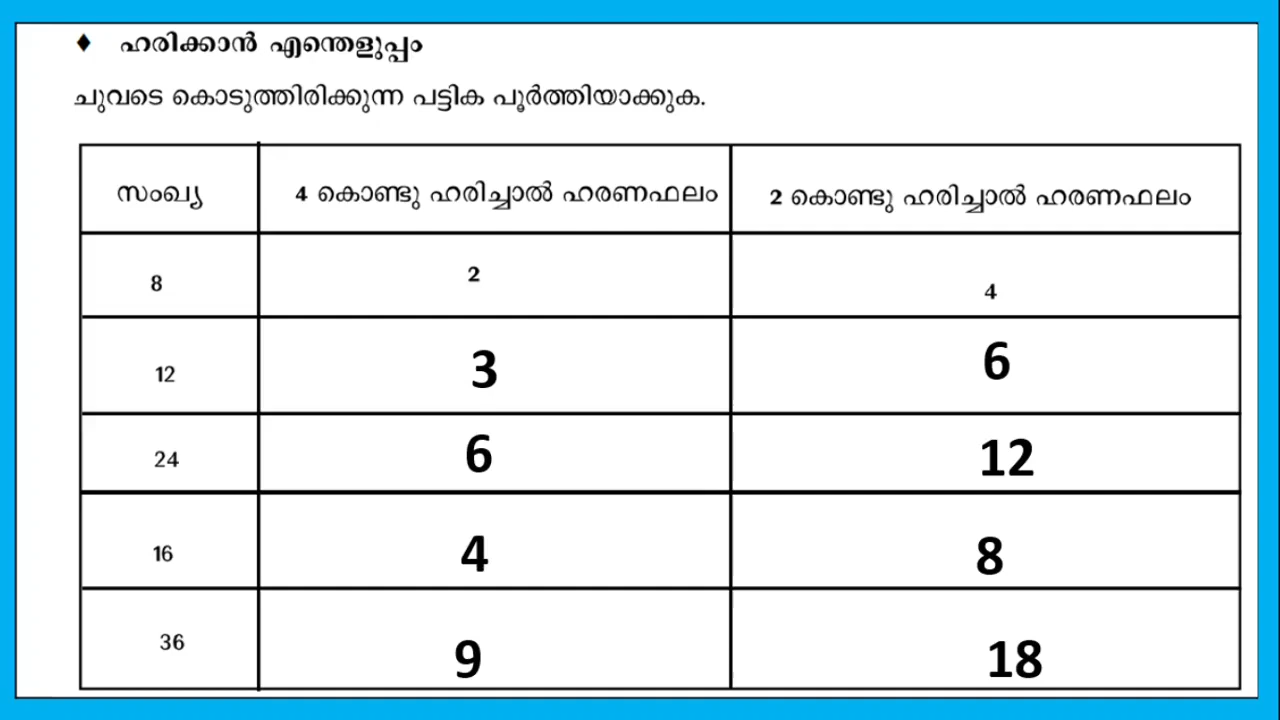 ♦ ഹരിക്കാൻ എന്തെളുപ്പം
ചുവടെ കൊടുത്തിരിക്കുന്ന പട്ടിക പൂർത്തിയാക്കുക.
സംഖ്യ 4 കൊണ്ടു ഹരിച്ചാൽ ഹരണഫലം 2 കൊണ്ടു ഹരിച്ചാൽ ഹരണഫലം
8 2 4
12 3 6
24 6 12
16 4 8
36 9 18